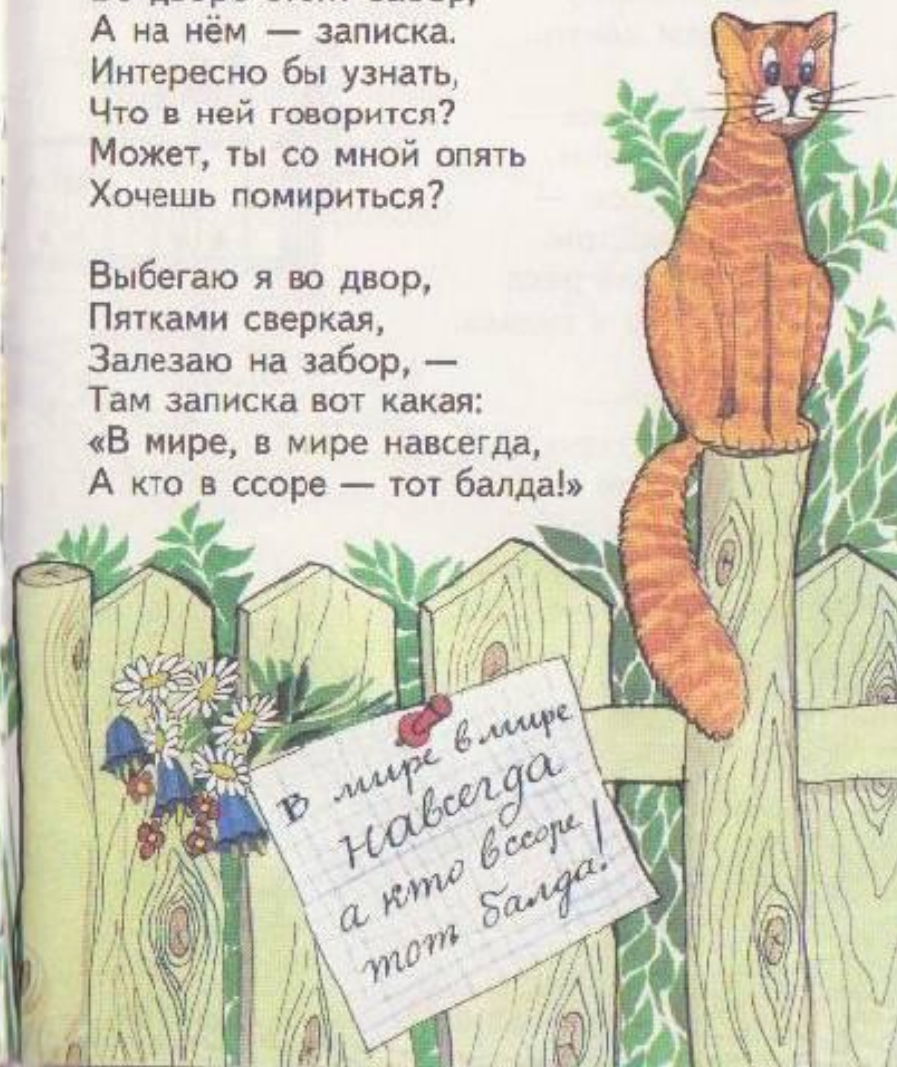 А на нём — записка.
Интересно бы узнать,
Что в ней говорится?
Может, ты со мной опять
Хочешь помириться?
Выбегаю я во двор,
Пятками сверкая,
Залезаю на забор, —
Там записка вот какая:
«В мире, в мире навсегда,
А кто в ссоре — тот балда!»
В мире в мире
навсегда
а кто в ссоре
тот балда!